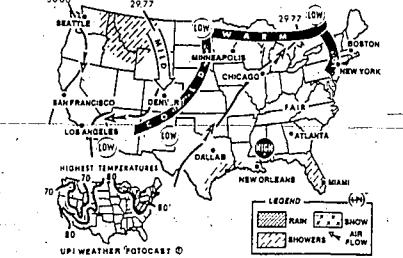 29.77
29.77
LOW
SEATTLE
LOW
WARM
BOSTON
MILD
MINNEAPOLIS
NEW YORK
CHICAGO
SAN FRANCISCO
DENVER
COLD
FAIR
LOS ANGELES
LOW
LOW
ATLANTA
DALLAS
HIGH
HIGHEST TEMPERATURES
NEW ORLEANS
MIAMI
70
70
80
80
80
LEGEND
RAIN
SNOW
SHOWERS
AIR
FLOW
UPI WEATHER FOTOCAST